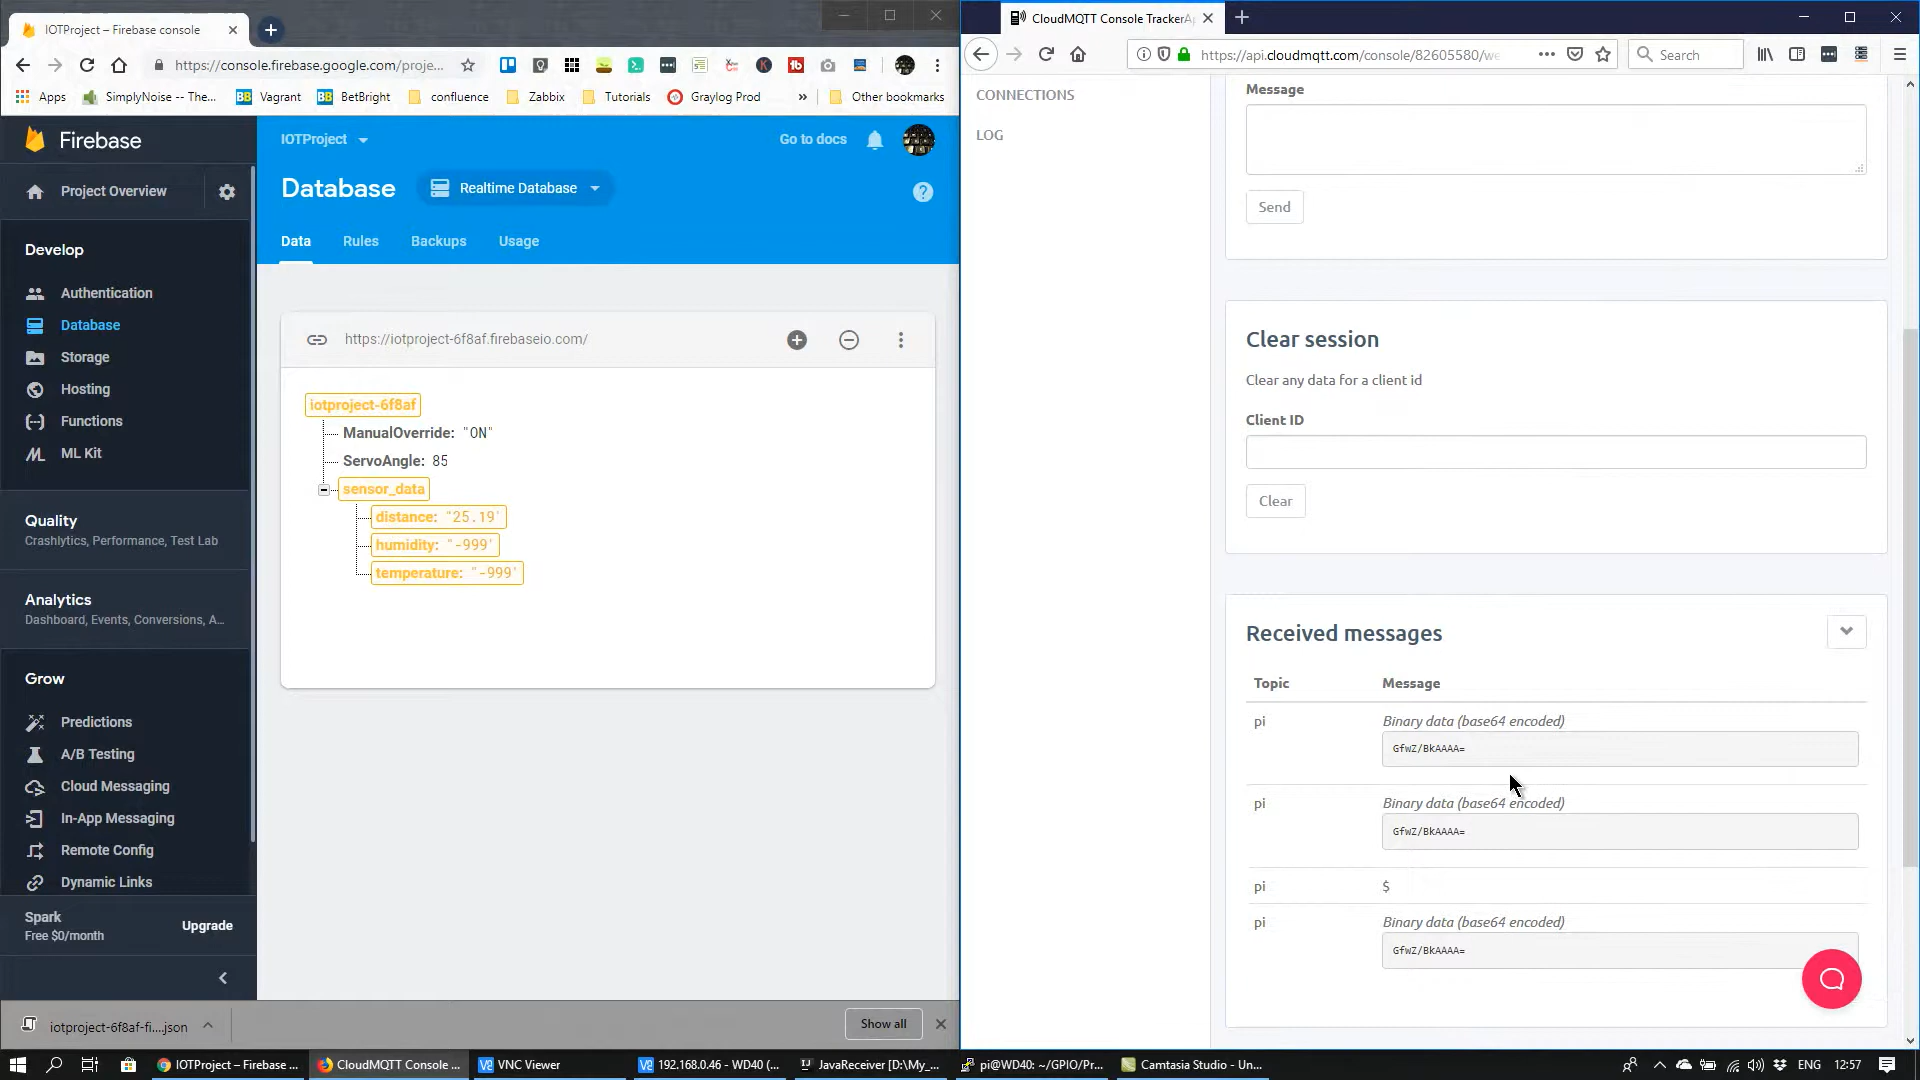 IOTProject – Firebase console
https://console.firebase.google.com/proje...
Apps
SimplyNoise -- The...
Vagrant
BetBright
confluence
Zabbix
Tutorials
Graylog Prod
»
Other bookmarks
Firebase
Project Overview
Develop
Authentication
Database
Storage
Hosting
Functions
ML Kit
Quality
Crashlytics, Performance, Test Lab
Analytics
Dashboard, Events, Conversions, A...
Grow
Predictions
A/B Testing
Cloud Messaging
In-App Messaging
Remote Config
Dynamic Links
Spark
Free $0/month
Upgrade
IOTProject
Go to docs
Database
Realtime Database
Data
Rules
Backups
Usage
https://iotproject-6f8af.firebaseio.com/
iotproject-6f8af
ManualOverride: "ON"
ServoAngle: 85
sensor_data
distance: "25.19"
humidity: "-999"
temperature: "-999"
iotproject-6f8af-fi....json
Show all
CloudMQTT Console TrackerAp
https://api.cloudmqtt.com/console/82605580/we
Search
CONNECTIONS
LOG
Message
Send
Clear session
Clear any data for a client id
Client ID
Clear
Received messages
Topic Message
pi Binary data (base64 encoded)
GfwZ/BkAAAA=
pi Binary data (base64 encoded)
GfwZ/BkAAAA=
pi $
pi Binary data (base64 encoded)
GfwZ/BkAAAA=
IOTProject – Firebase ...
CloudMQTT Console ...
VNC Viewer
192.168.0.46 - WD40 (...
JavaReceiver [D:\My_...
pi@WD40: ~/GPIO/Pr...
Camtasia Studio - Un...
ENG
12:57